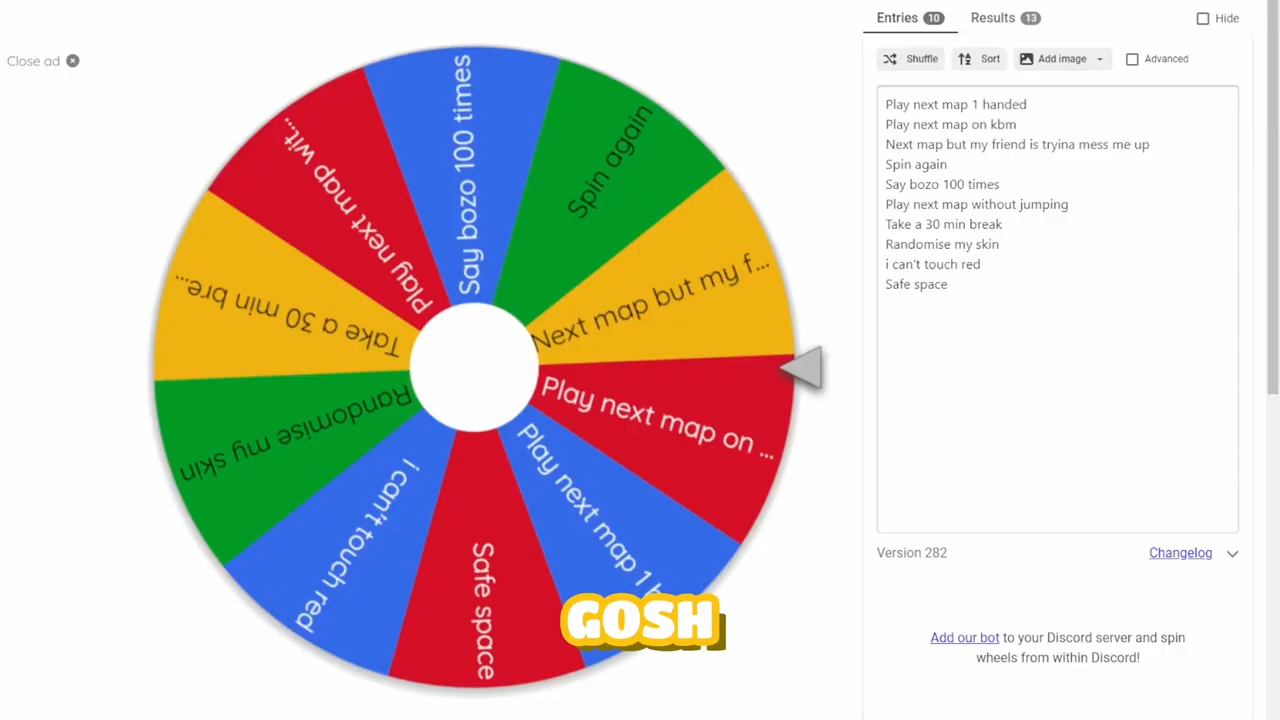 Close ad
Say bozo 100 times
Spin again
Next map but my f...
Play next map on ...
Play next map 1 h
Safe space
i can't touch red
Randomise my skin
Take a 30 min bre...
Play next map wit...
GOSH
Entries 10 Results 13 Hide
Shuffle Sort Add image Advanced
Play next map 1 handed
Play next map on kbm
Next map but my friend is tryina mess me up
Spin again
Say bozo 100 times
Play next map without jumping
Take a 30 min break
Randomise my skin
i can't touch red
Safe space
Version 282 Changelog
Add our bot to your Discord server and spin
wheels from within Discord!